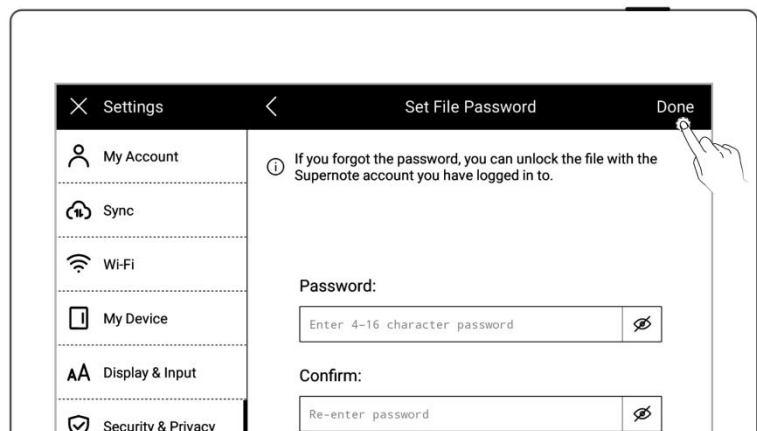 Settings
Set File Password
Done
My Account
Sync
Wi-Fi
My Device
AA Display & Input
Security & Privacy
If you forgot the password, you can unlock the file with the
Supernote account you have logged in to.
Password:
Enter 4-16 character password
Confirm:
Re-enter password